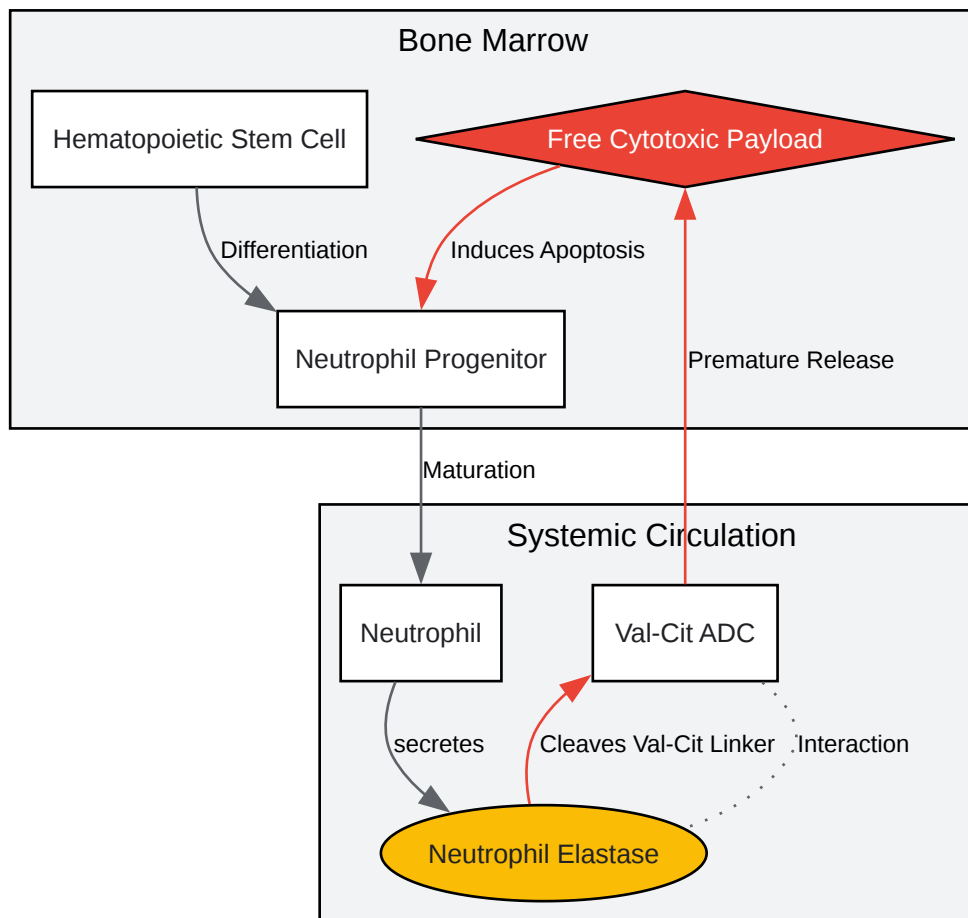 Bone Marrow
Hematopoietic Stem Cell
Free Cytotoxic Payload
Differentiation
Induces Apoptosis
Neutrophil Progenitor
Premature Release
Maturation
Systemic Circulation
Neutrophil
Val-Cit ADC
secretes
Cleaves Val-Cit Linker
Interaction
Neutrophil Elastase